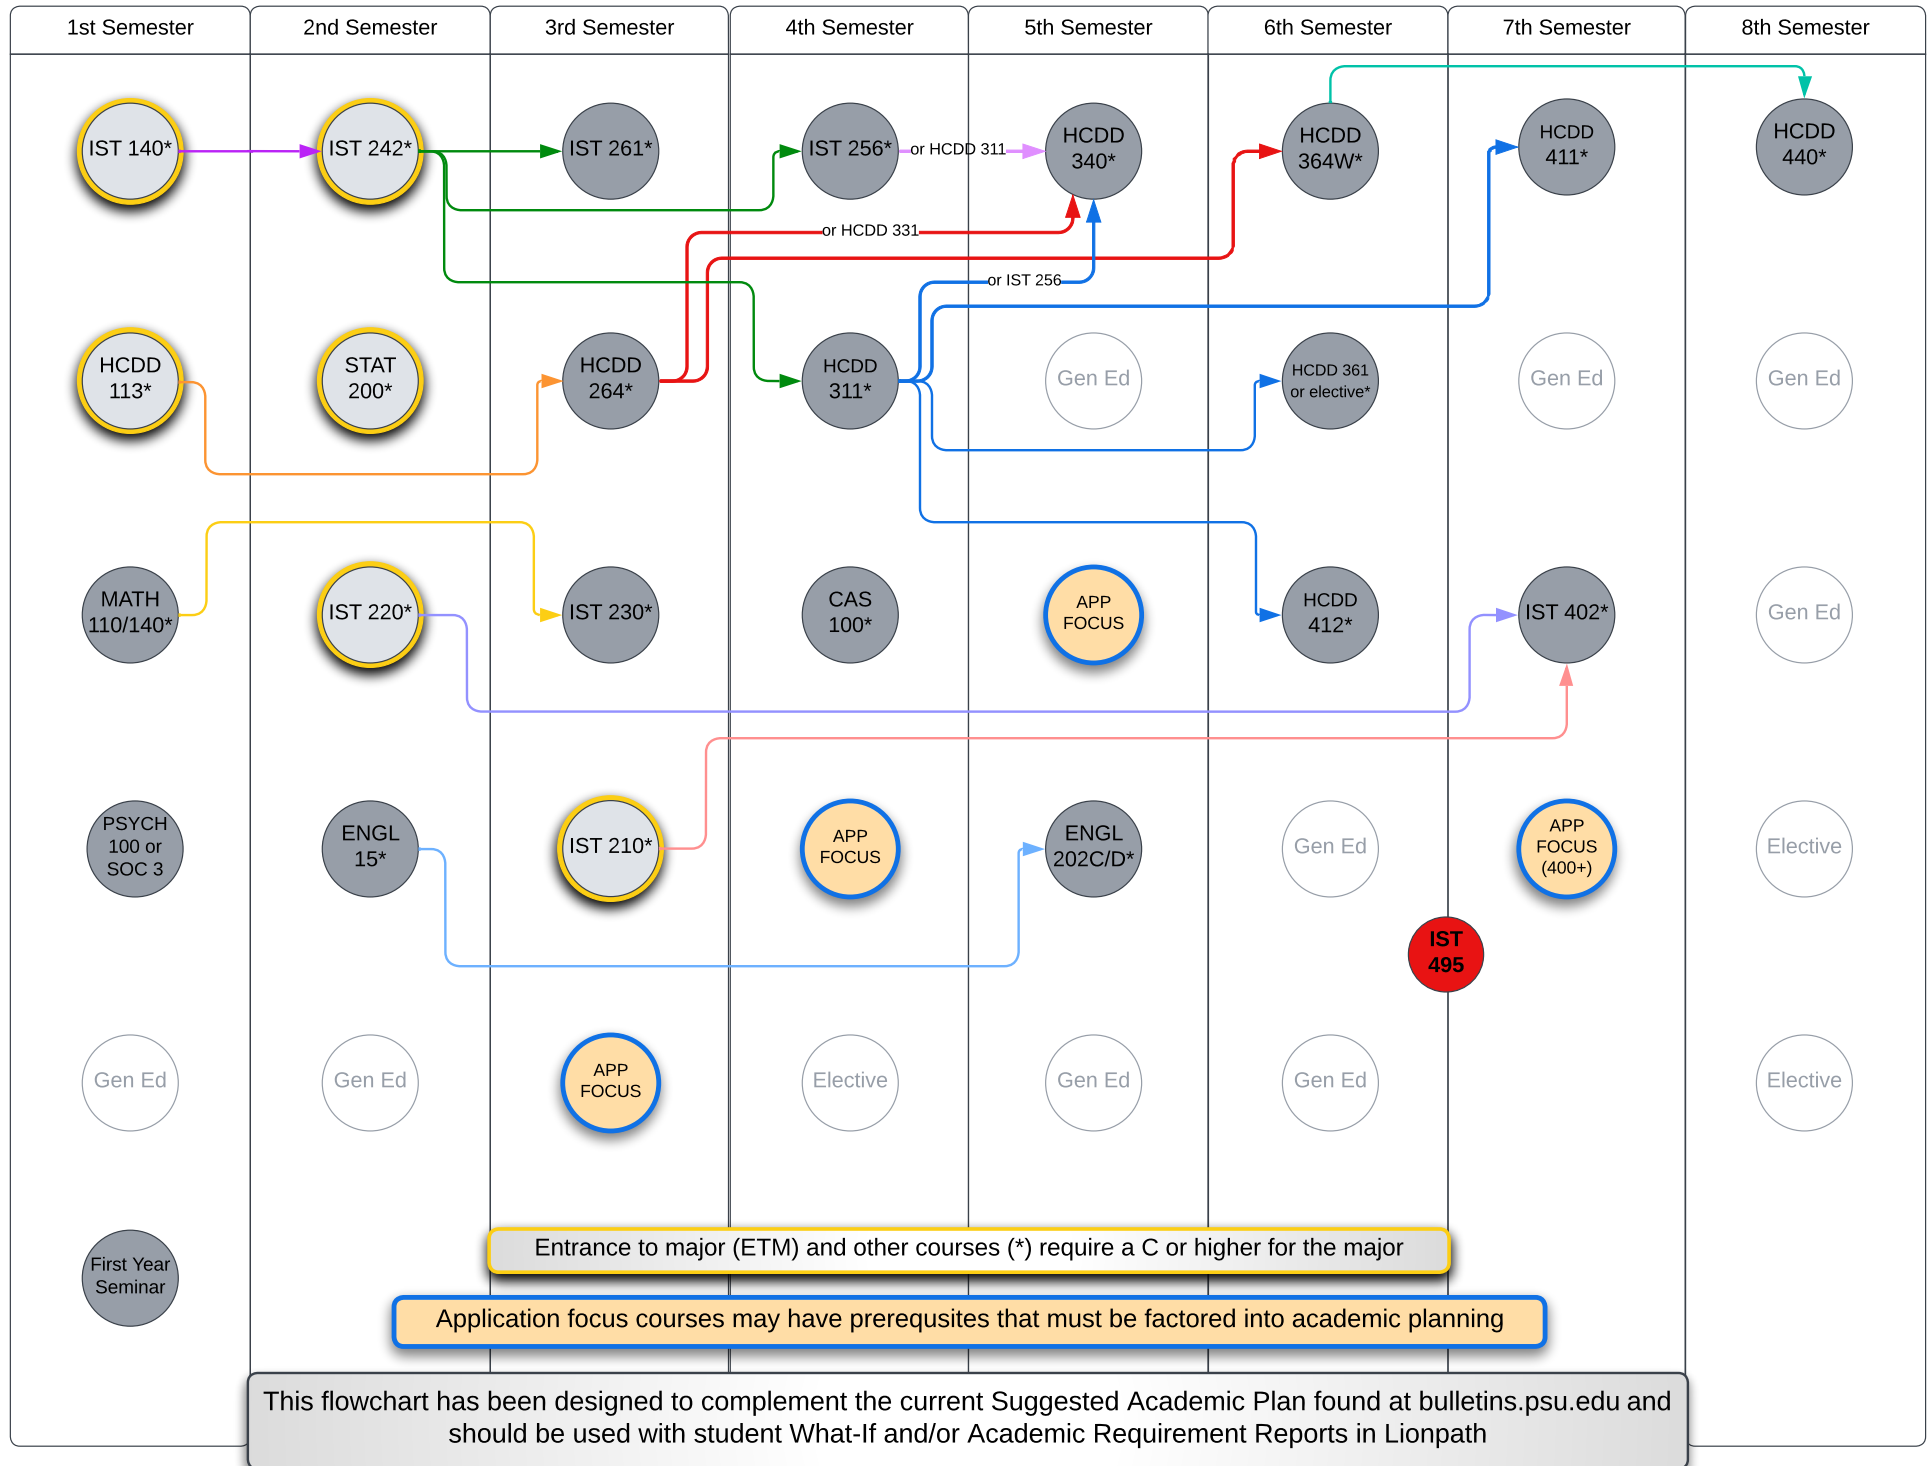 1st Semester
2nd Semester
3rd Semester
4th Semester
5th Semester
6th Semester
7th Semester
8th Semester
IST 140*
IST 242*
IST 261*
IST 256*
or HCDD 311
HCDD
340*
HCDD
364W*
HCDD
411*
HCDD
440*
or HCDD 331
or IST 256
HCDD
113*
STAT
200*
HCDD
264*
HCDD
311*
Gen Ed
HCDD 361
or elective*
Gen Ed
Gen Ed
MATH
110/140*
IST 220*
IST 230*
CAS
100*
APP
FOCUS
HCDD
412*
IST 402*
Gen Ed
PSYCH
100 or
SOC 3
ENGL
15*
IST 210*
APP
FOCUS
ENGL
202C/D*
Gen Ed
APP
FOCUS
(400+)
Elective
IST
495
Gen Ed
Gen Ed
APP
FOCUS
Elective
Gen Ed
Gen Ed
Elective
First Year
Seminar
Entrance to major (ETM) and other courses (*) require a C or higher for the major
Application focus courses may have prerequsites that must be factored into academic planning
This flowchart has been designed to complement the current Suggested Academic Plan found at bulletins.psu.edu and
should be used with student What-If and/or Academic Requirement Reports in Lionpath